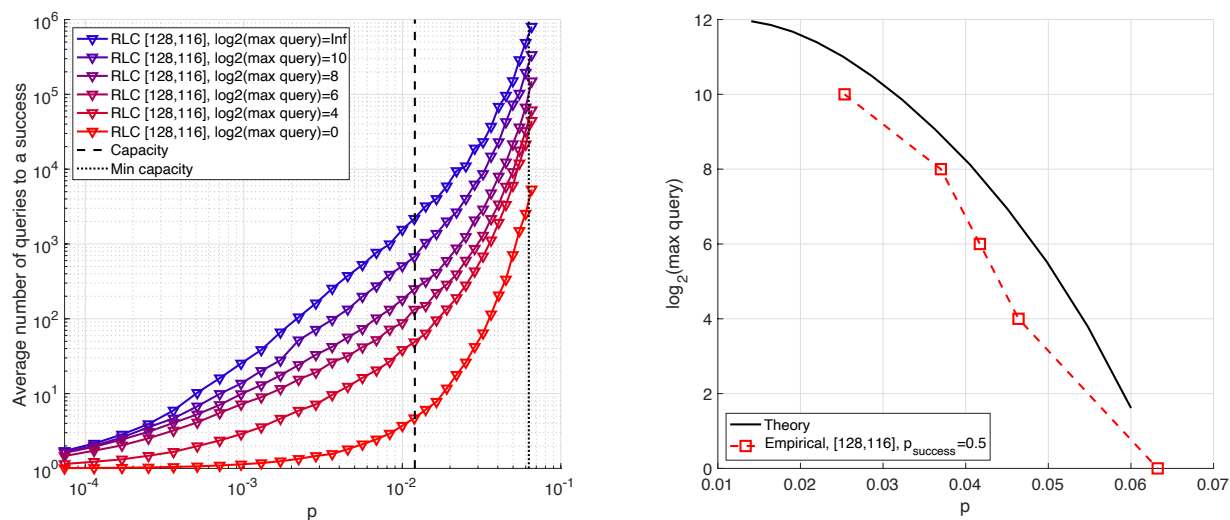 Average number of queries to a success
10^6
10^5
10^4
10^3
10^2
10^1
10^0
RLC [128,116], log2(max query)=Inf
RLC [128,116], log2(max query)=10
RLC [128,116], log2(max query)=8
RLC [128,116], log2(max query)=6
RLC [128,116], log2(max query)=4
RLC [128,116], log2(max query)=0
Capacity
Min capacity
10^-4
10^-3
10^-2
10^-1
p
log_2(max query)
12
10
8
6
4
2
0
Theory
Empirical, [128,116], p_success=0.5
0.01
0.02
0.03
0.04
0.05
0.06
0.07
p